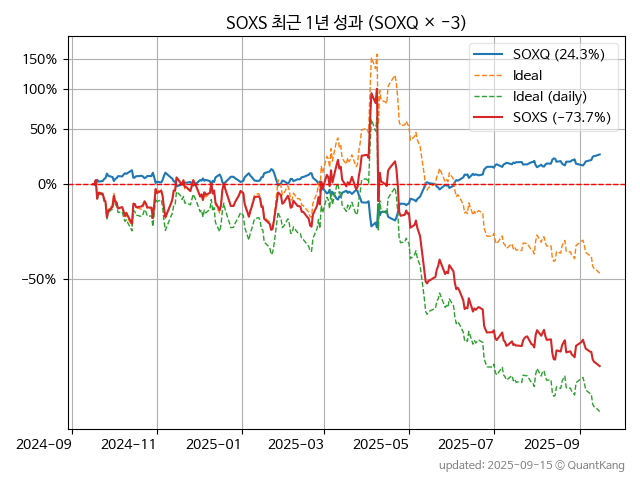 SOXS 최근 1년 성과 (SOXQ × −3)
150%
100%
50%
0%
−50%
SOXQ (24.3%)
Ideal
Ideal (daily)
SOXS (−73.7%)
2024-09
2024-11
2025-01
2025-03
2025-05
2025-07
2025-09
updated: 2025-09-15 ⓒ QuantKang